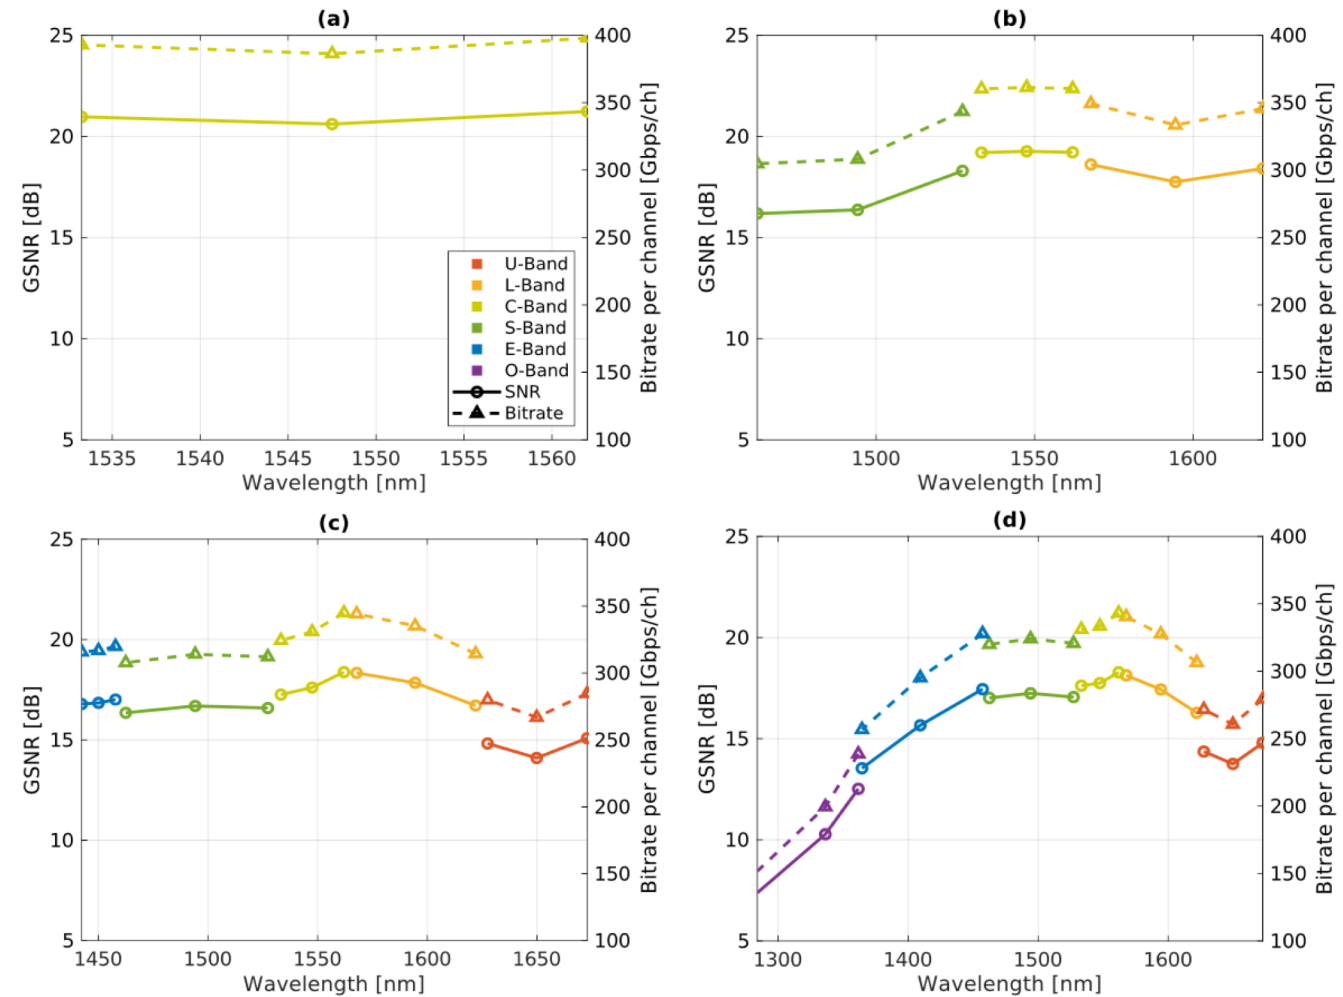 (a)
25
20
15
10
5
GSNR [dB]
400
350
300
250
200
150
100
Bitrate per channel [Gbps/ch]
U-Band
L-Band
C-Band
S-Band
E-Band
O-Band
SNR
Bitrate
1535 1540 1545 1550 1555 1560
Wavelength [nm]
(b)
25
20
15
10
5
GSNR [dB]
400
350
300
250
200
150
100
Bitrate per channel [Gbps/ch]
1500 1550 1600
Wavelength [nm]
(c)
25
20
15
10
5
GSNR [dB]
400
350
300
250
200
150
100
Bitrate per channel [Gbps/ch]
1450 1500 1550 1600 1650
Wavelength [nm]
(d)
25
20
15
10
5
GSNR [dB]
400
350
300
250
200
150
100
Bitrate per channel [Gbps/ch]
1300 1400 1500 1600
Wavelength [nm]